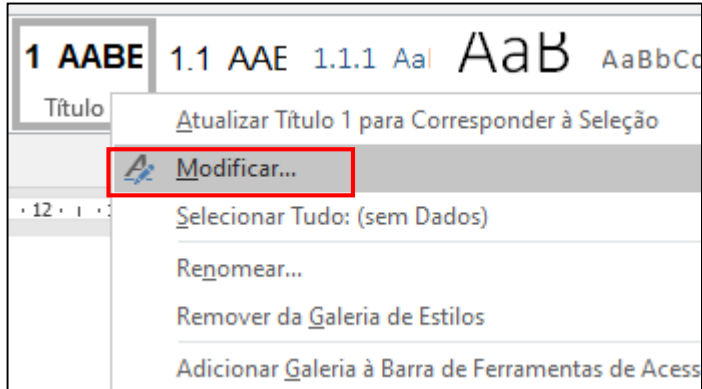 1 AABE 1.1 AAE 1.1.1 Aa AaB AaBbCc
Título
Atualizar Título 1 para Corresponder à Seleção
Modificar...
· 12 · ı ·
Selecionar Tudo: (sem Dados)
Renomear...
Remover da Galeria de Estilos
Adicionar Galeria à Barra de Ferramentas de Acess